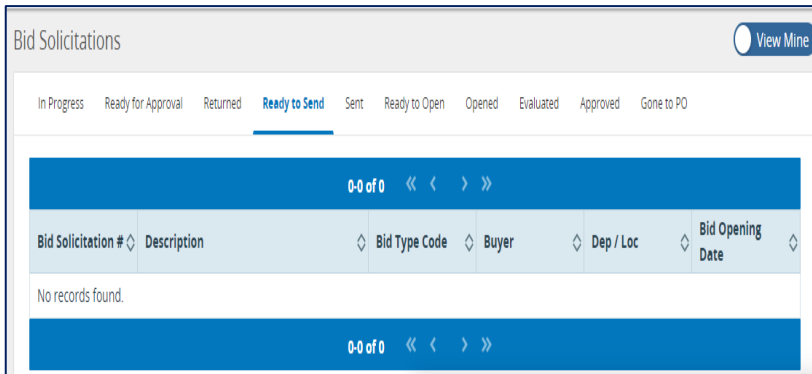 Bid Solicitations
View Mine
In Progress Ready for Approval Returned Ready to Send Sent Ready to Open Opened Evaluated Approved Gone to PO
0-0 of 0 « ‹ › »
Bid Solicitation # Description Bid Type Code Buyer Dep / Loc Bid Opening Date
No records found.
0-0 of 0 « ‹ › »